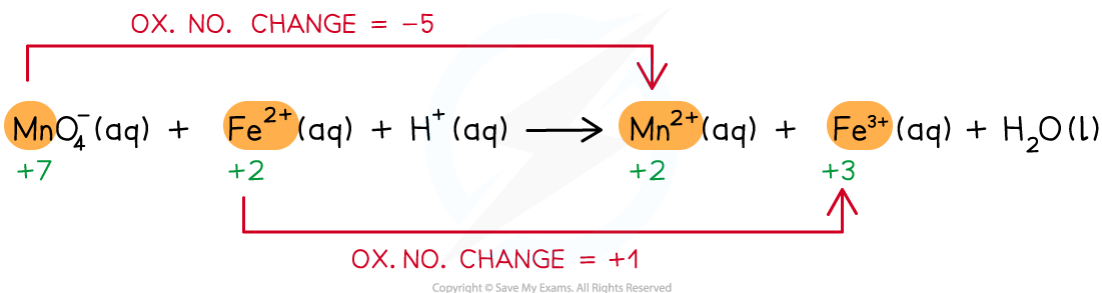 OX. NO. CHANGE = –5
MnO₄⁻(aq) + Fe²⁺(aq) + H⁺(aq) ⟶ Mn²⁺(aq) + Fe³⁺(aq) + H₂O(l)
+7 +2 +2 +3
OX. NO. CHANGE = +1
Copyright © Save My Exams. All Rights Reserved